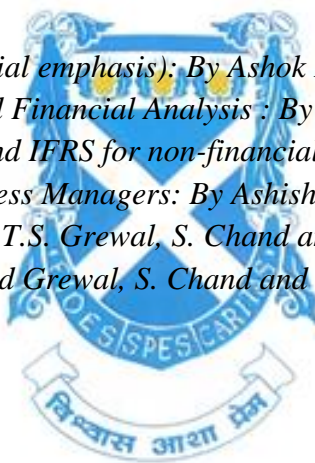 ial emphasis): By Ashok
l Financial Analysis : By
nd IFRS for non-financial
ess Managers: By Ashish
T.S. Grewal, S. Chand a
d Grewal, S. Chand and
SPES CARI
विश्वास आशा प्रेम